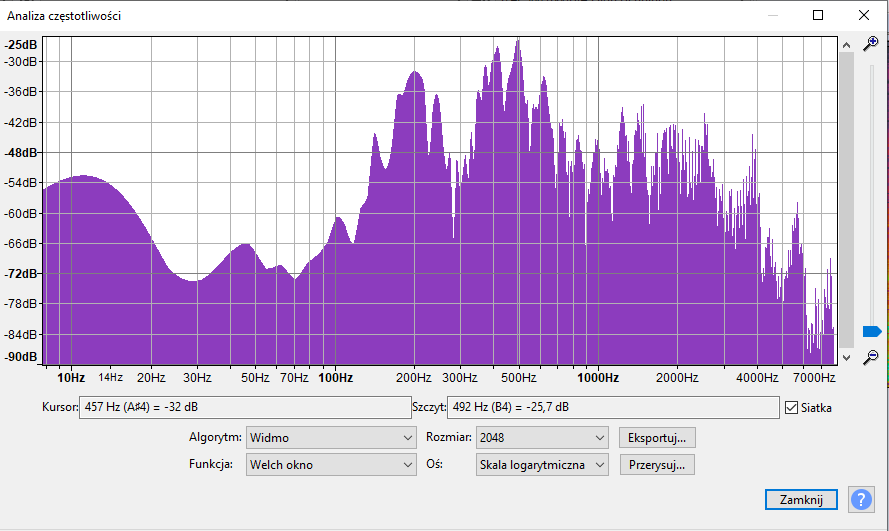 Analiza częstotliwości
-25dB
-30dB
-36dB
-42dB
-48dB
-54dB
-60dB
-66dB
-72dB
-78dB
-84dB
-90dB
10Hz 14Hz 20Hz 30Hz 50Hz 70Hz 100Hz 200Hz 300Hz 500Hz 1000Hz 2000Hz 4000Hz 7000Hz
Kursor: 457 Hz (A♯4) = -32 dB Szczyt: 492 Hz (B4) = -25,7 dB Siatka
Algorytm: Widmo Rozmiar: 2048 Eksportuj...
Funkcja: Welch okno Oś: Skala logarytmiczna Przerysuj...
Zamknij ?